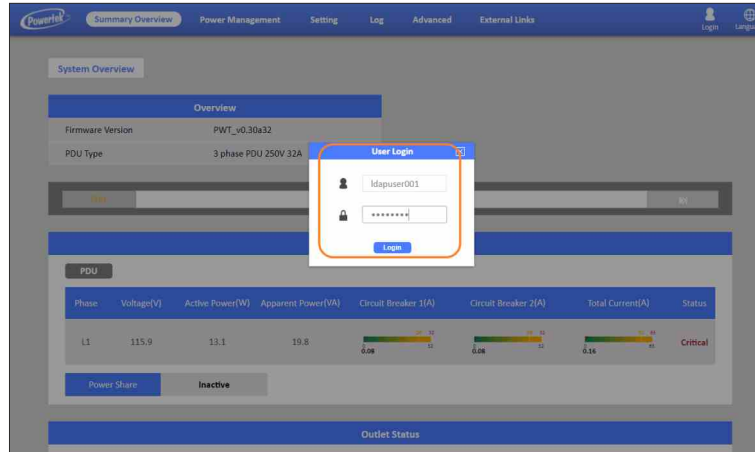 Powertek
Summary Overview
Power Management
Setting
Log
Advanced
External Links
Login
System Overview
Overview
Firmware Version PWT_v0.30a32
PDU Type 3 phase PDU 250V 32A
User Login
ldapuser001
Login
PDU
Phase Voltage(V) Active Power(W) Apparent Power(VA) Circuit Breaker 1(A) Circuit Breaker 2(A) Total Current(A) Status
L1 115.9 13.1 19.8 0.08 0.08 0.16 Critical
Power Share Inactive
Outlet Status